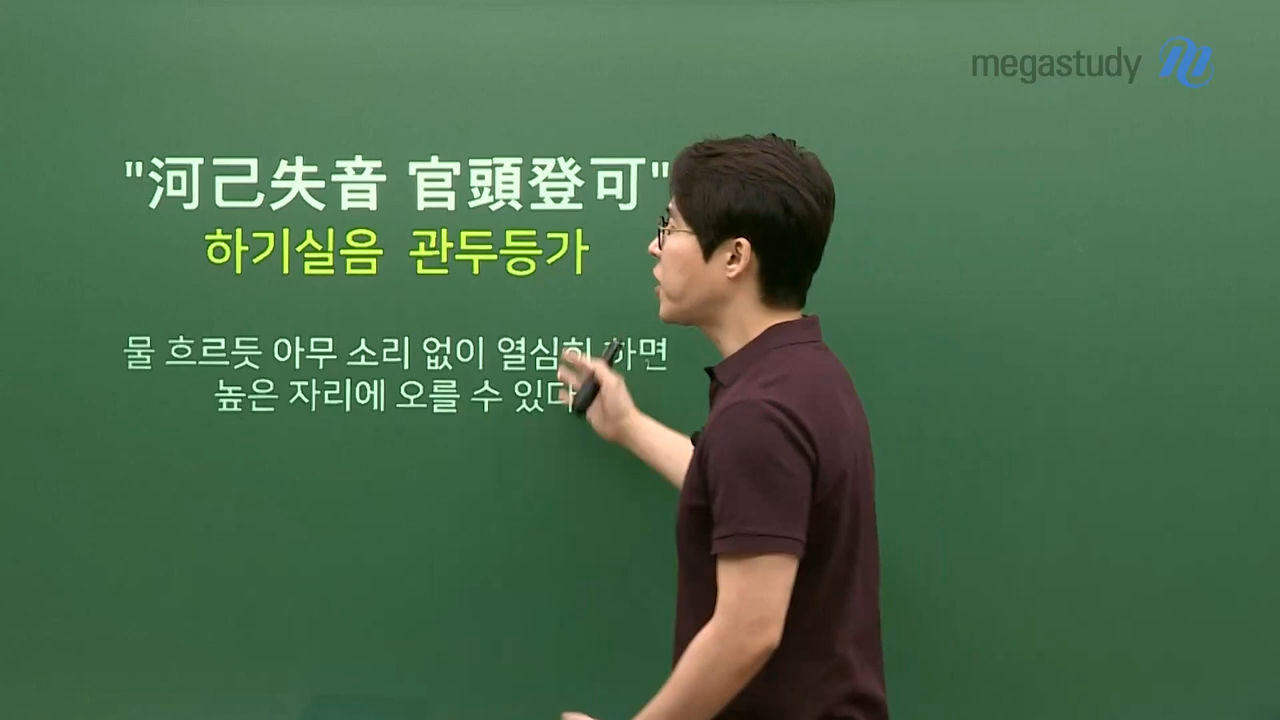 megastudy
"河己失音 官頭登可"
하기실음 관두등가
물 흐르듯 아무 소리 없이 열심히 하면
높은 자리에 오를 수 있다